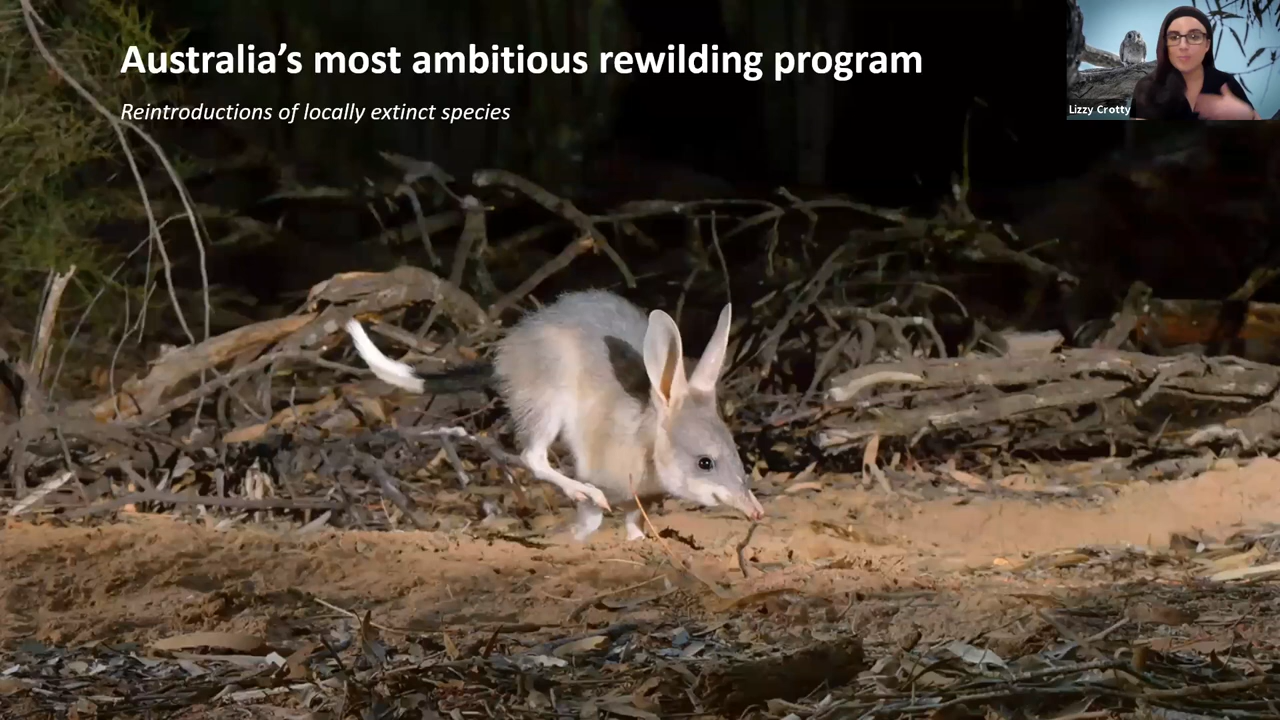 Australia’s most ambitious rewilding program
Reintroductions of locally extinct species
Lizzy Crotty